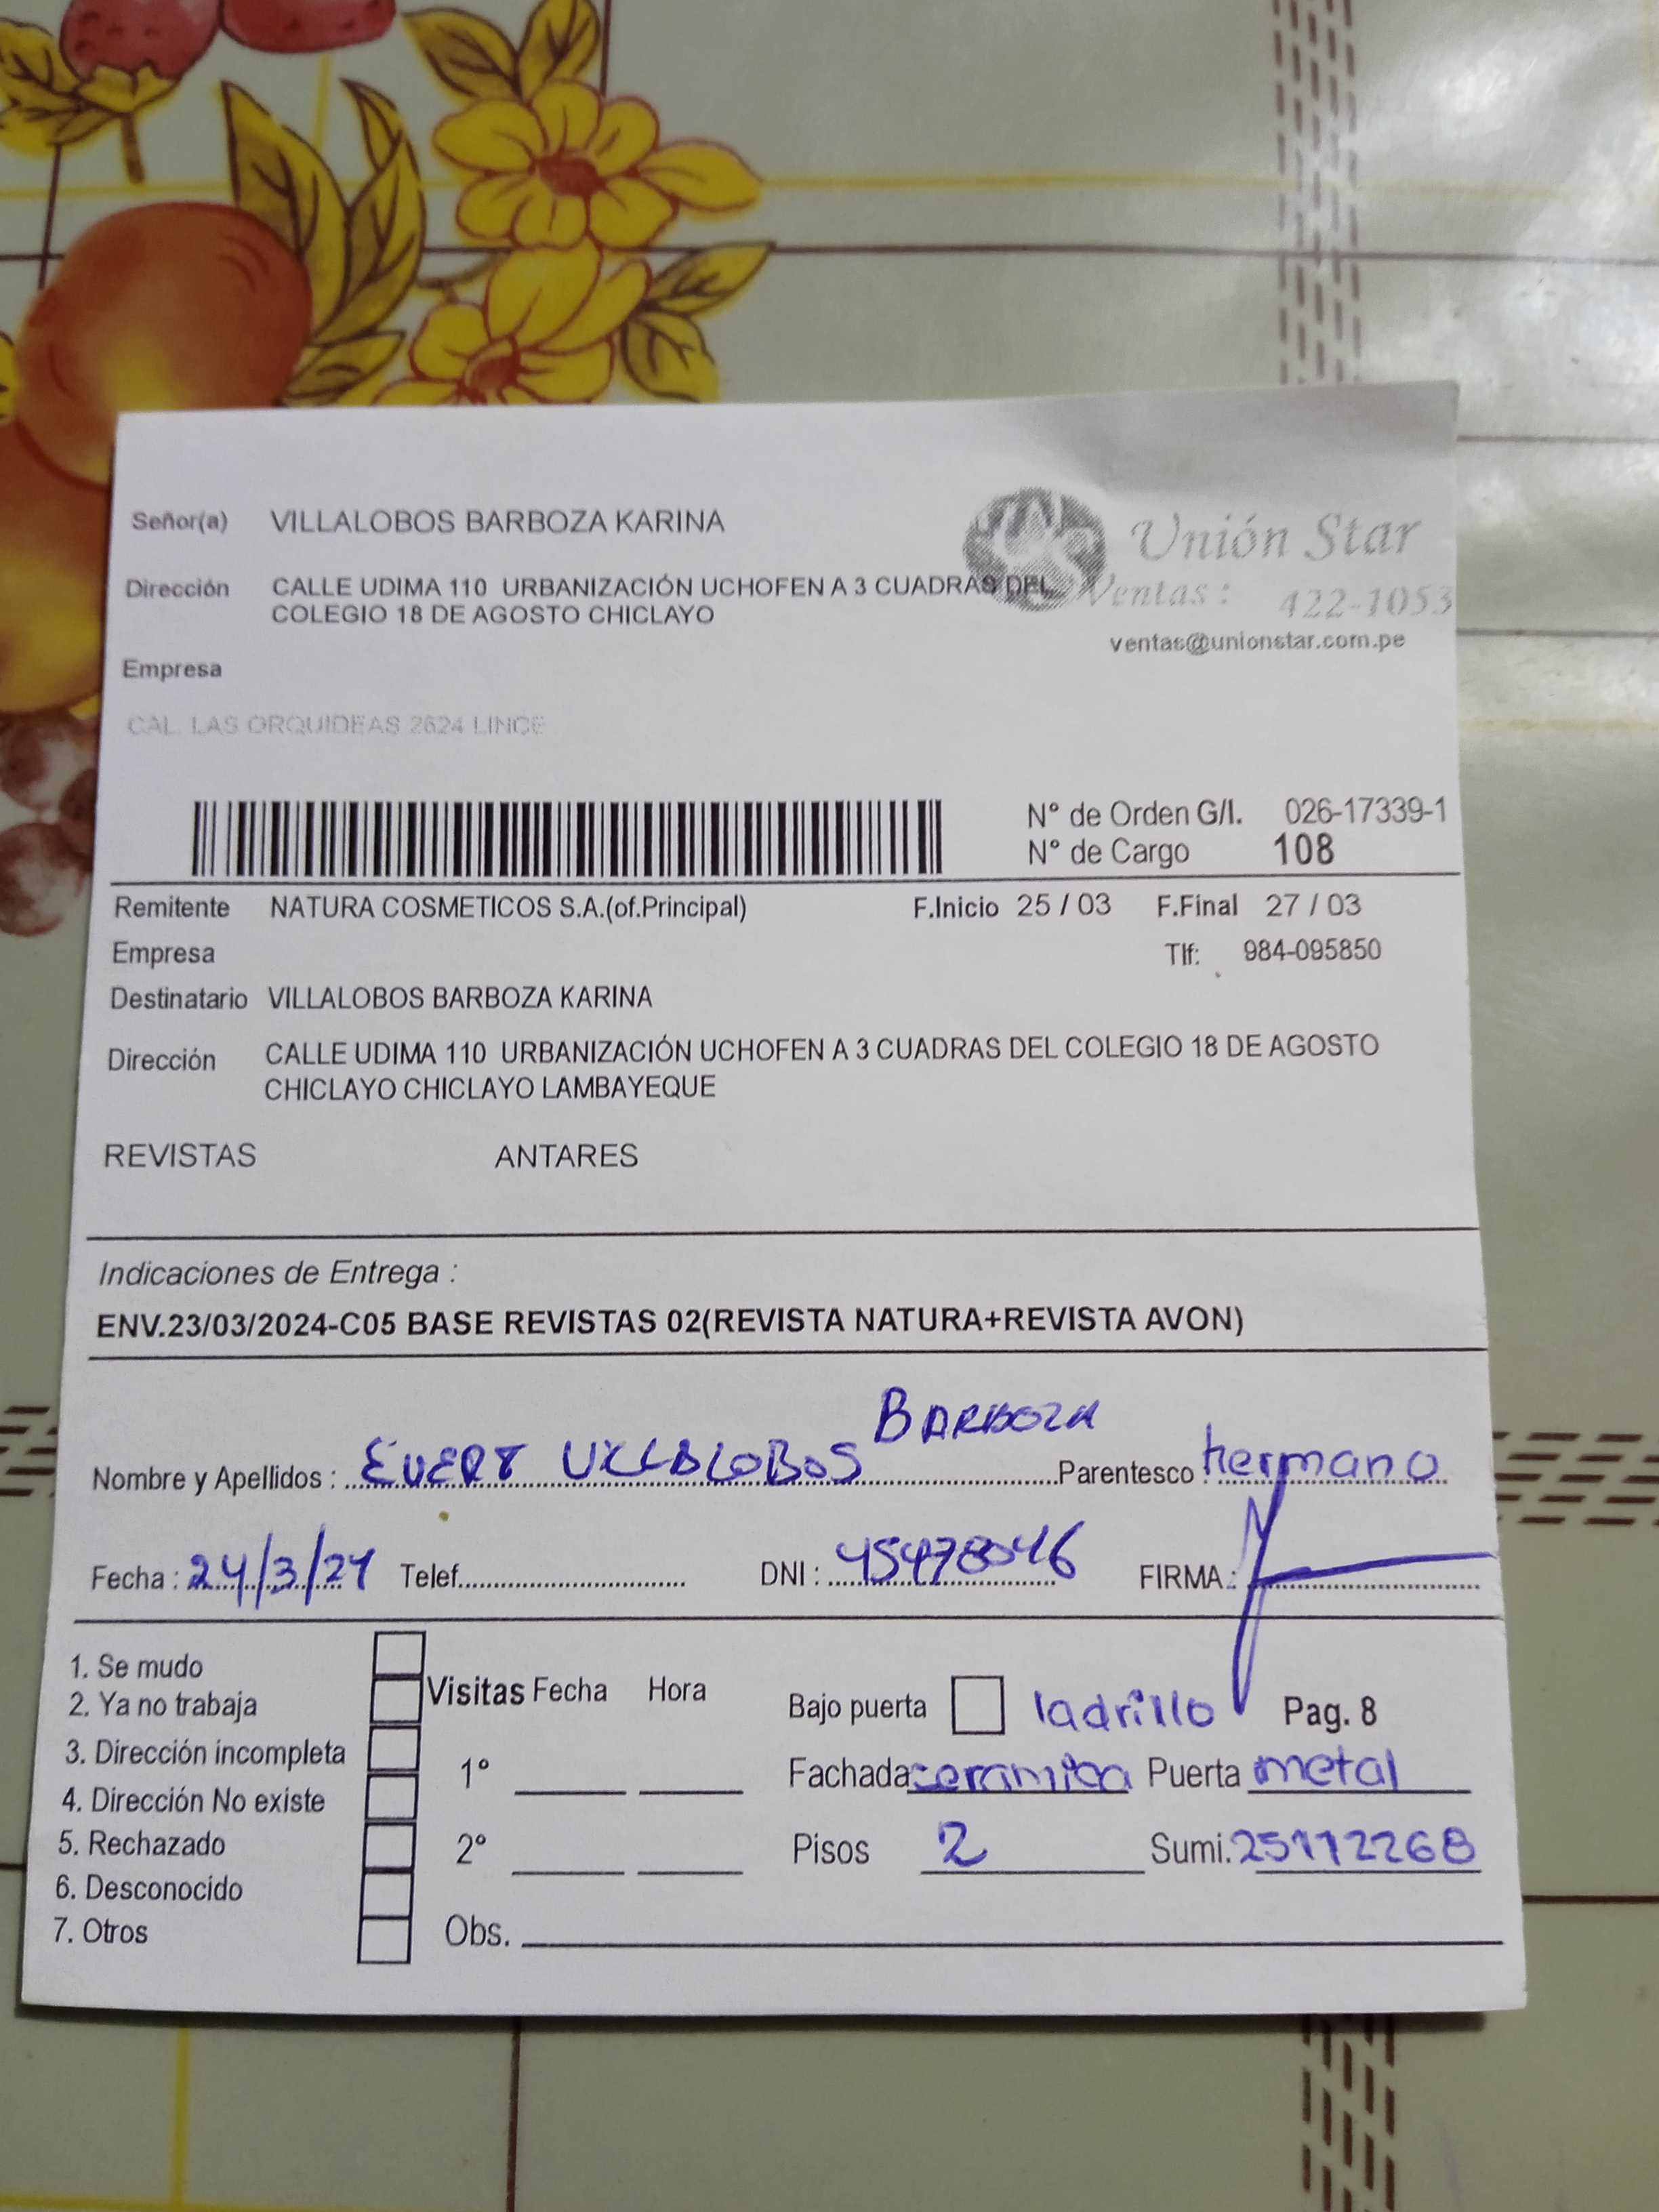 Señor(a) VILLALOBOS BARBOZA KARINA
Unión Star
Dirección CALLE UDIMA 110 URBANIZACIÓN UCHOFEN A 3 CUADRAS DEL
COLEGIO 18 DE AGOSTO CHICLAYO
Ventas: 422-1053
ventas@unionstar.com.pe
Empresa
CAL. LAS ORQUIDEAS 2624 LINCE
N° de Orden G/I. 026-17339-1
N° de Cargo 108
Remitente NATURA COSMETICOS S.A.(of.Principal) F.Inicio 25 / 03 F.Final 27 / 03
Empresa Tlf: 984-095850
Destinatario VILLALOBOS BARBOZA KARINA
Dirección CALLE UDIMA 110 URBANIZACIÓN UCHOFEN A 3 CUADRAS DEL COLEGIO 18 DE AGOSTO
CHICLAYO CHICLAYO LAMBAYEQUE
REVISTAS ANTARES
Indicaciones de Entrega :
ENV.23/03/2024-C05 BASE REVISTAS 02(REVISTA NATURA+REVISTA AVON)
Nombre y Apellidos : EVERT VILLALOBOS BARBOZA Parentesco : hermano
Fecha : 24/3/24 Telef. DNI : FIRMA :
1. Se mudo
2. Ya no trabaja
3. Dirección incompleta
4. Dirección No existe
5. Rechazado
6. Desconocido
7. Otros
Visitas Fecha Hora
1°
2°
Obs.
Bajo puerta ladrillo Pag. 8
Fachada ceramica Puerta metal
Pisos 2 Sumi. 25112268